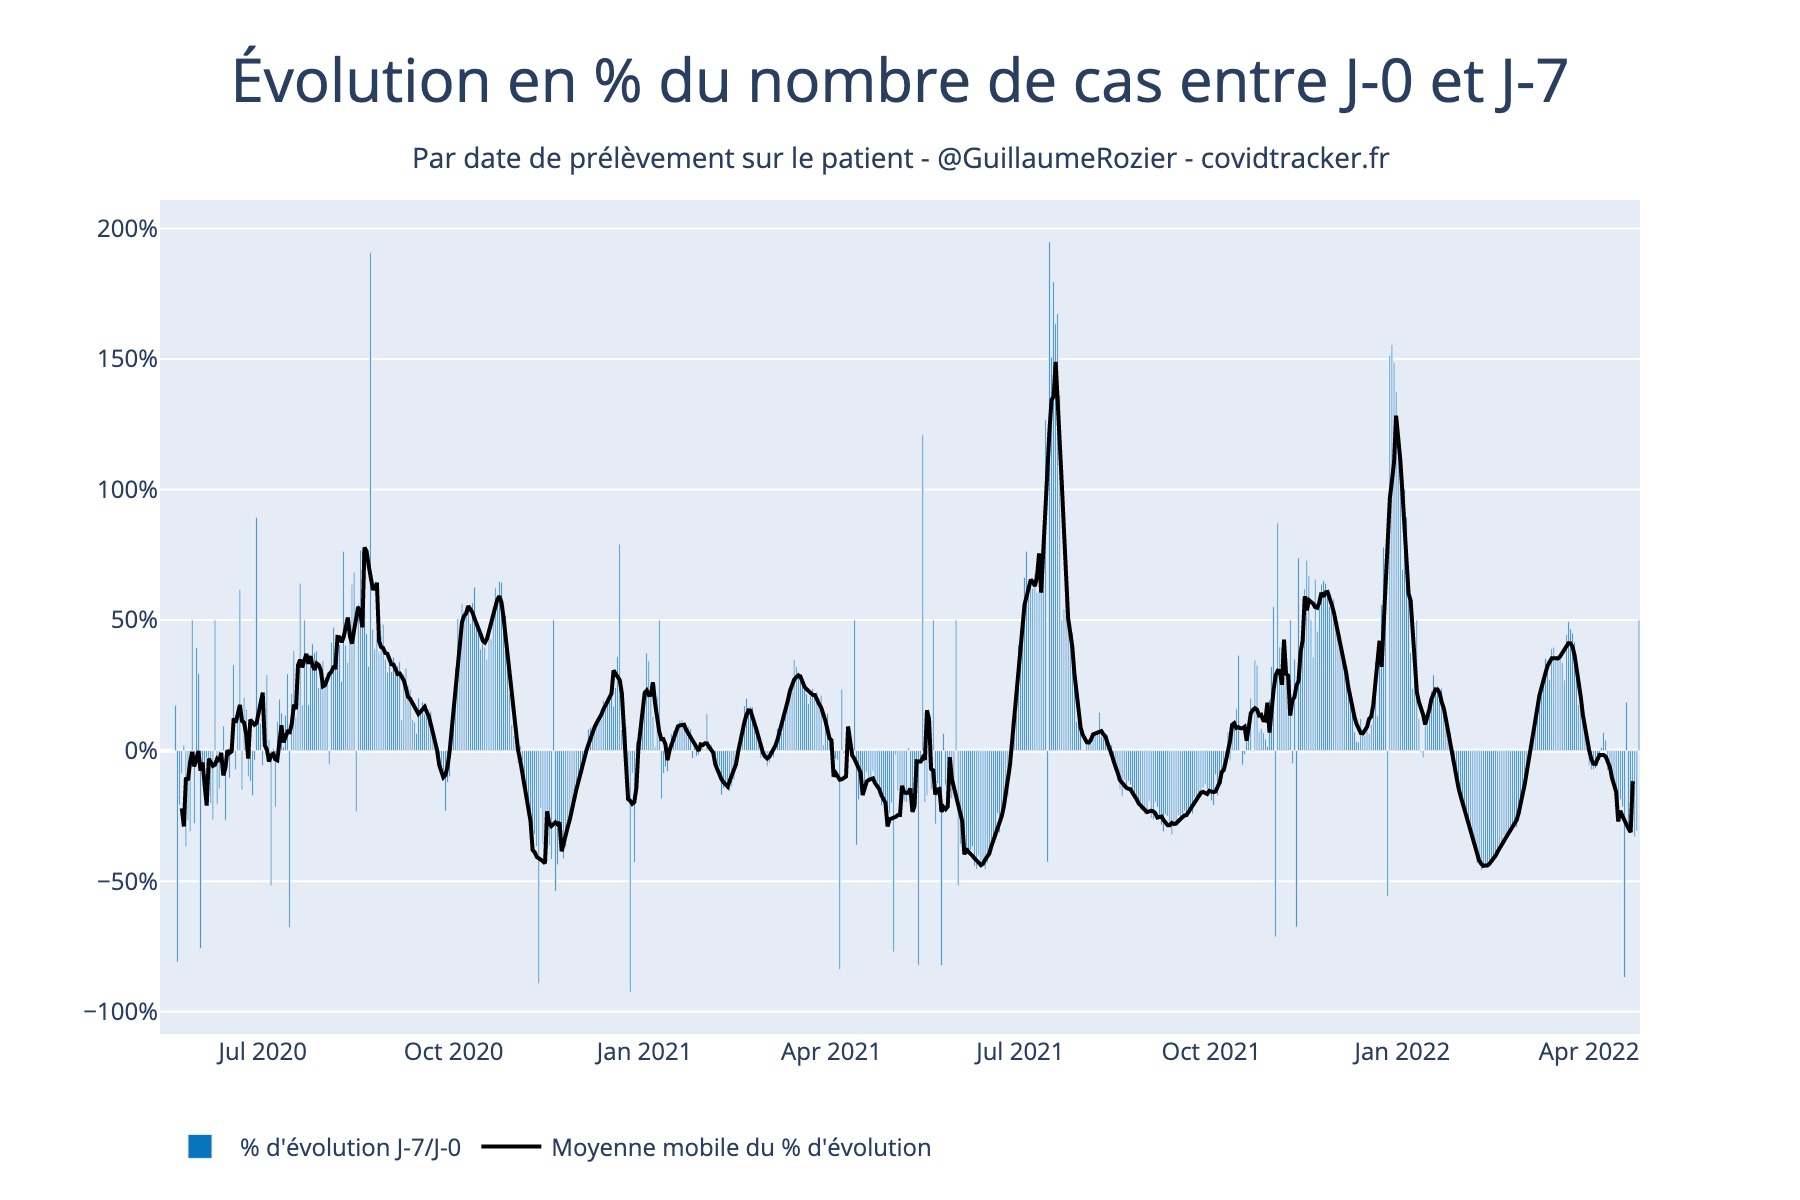 Évolution en % du nombre de cas entre J-0 et J-7
Par date de prélèvement sur le patient - @GuillaumeRozier - covidtracker.fr
200%
150%
100%
50%
0%
−50%
−100%
Jul 2020 Oct 2020 Jan 2021 Apr 2021 Jul 2021 Oct 2021 Jan 2022 Apr 2022
% d'évolution J-7/J-0 Moyenne mobile du % d'évolution